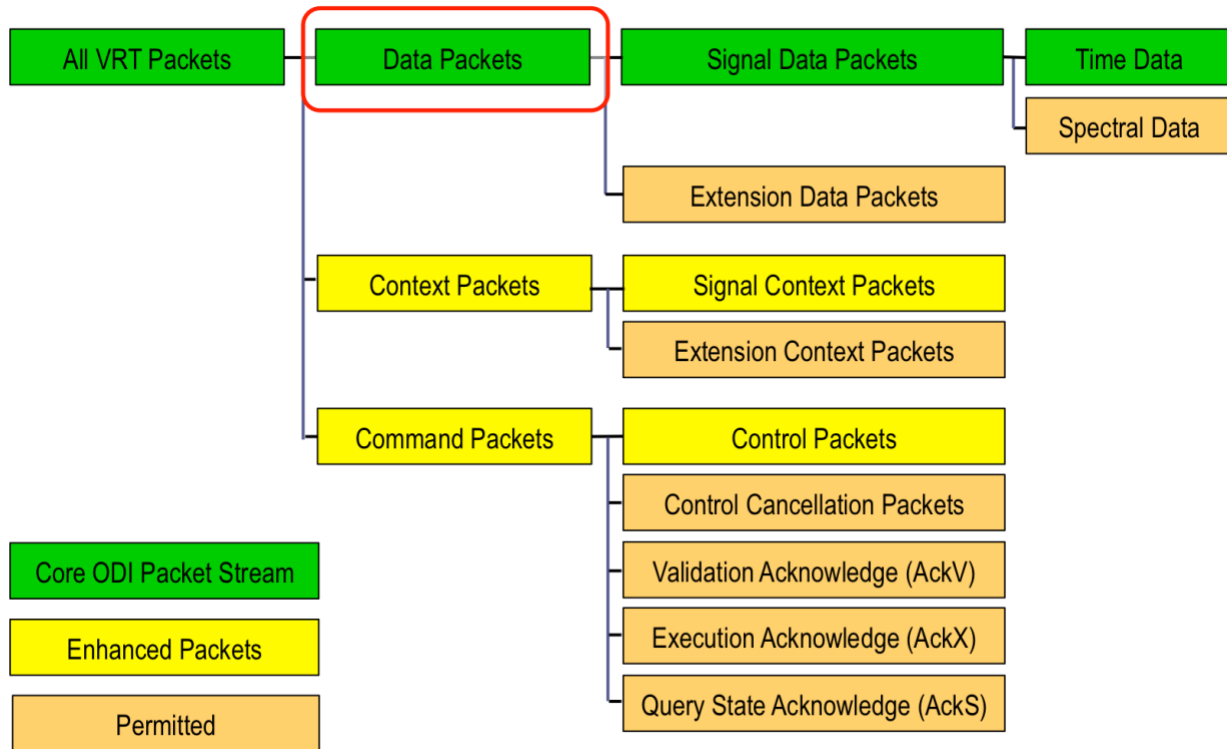 All VRT Packets
Data Packets
Signal Data Packets
Time Data
Spectral Data
Extension Data Packets
Context Packets
Signal Context Packets
Extension Context Packets
Command Packets
Control Packets
Control Cancellation Packets
Core ODI Packet Stream
Validation Acknowledge (AckV)
Enhanced Packets
Execution Acknowledge (AckX)
Query State Acknowledge (AckS)
Permitted